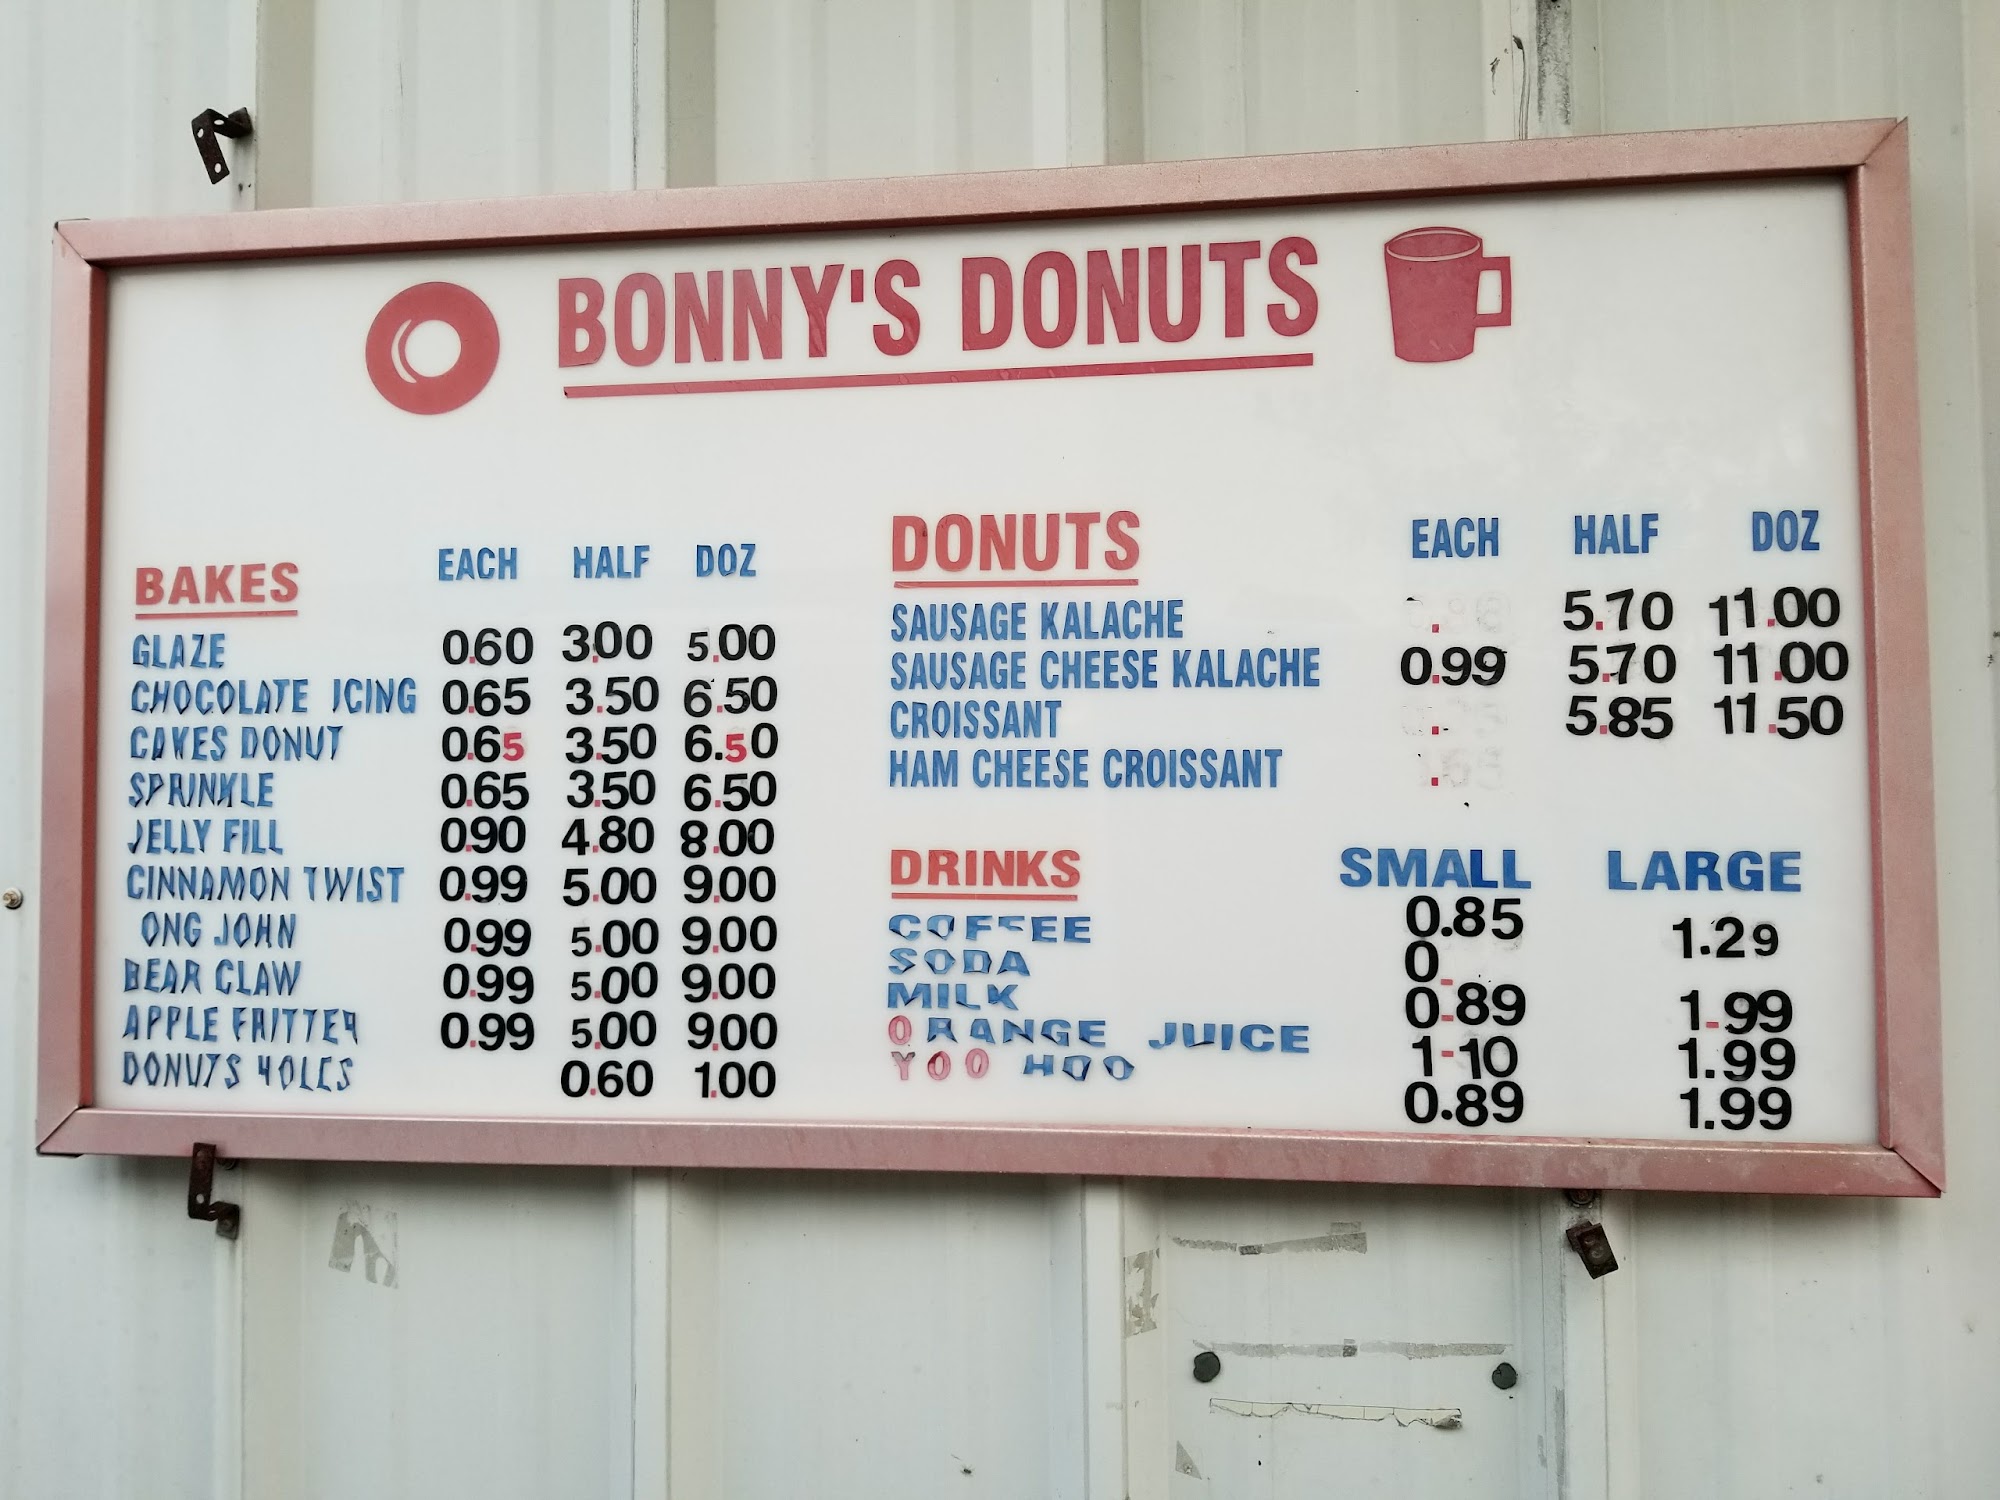 BONNY'S DONUTS
BAKES EACH HALF DOZ
GLAZE 0.60 3.00 5.00
CHOCOLATE ICING 0.65 3.50 6.50
CAKES DONUT 0.65 3.50 6.50
SPRINKLE 0.65 3.50 6.50
JELLY FILL 0.90 4.80 8.00
CINNAMON TWIST 0.99 5.00 9.00
ONG JOHN 0.99 5.00 9.00
BEAR CLAW 0.99 5.00 9.00
APPLE FRITTER 0.99 5.00 9.00
DONUTS HOLES 0.60 1.00
DONUTS EACH HALF DOZ
SAUSAGE KALACHE . 5.70 11.00
SAUSAGE CHEESE KALACHE 0.99 5.70 11.00
CROISSANT . 5.85 11.50
HAM CHEESE CROISSANT .
DRINKS SMALL LARGE
COFFEE 0.85 1.29
SODA 0.
MILK 0.89 1.99
ORANGE JUICE 1-10 1.99
YOO HOO 0.89 1.99